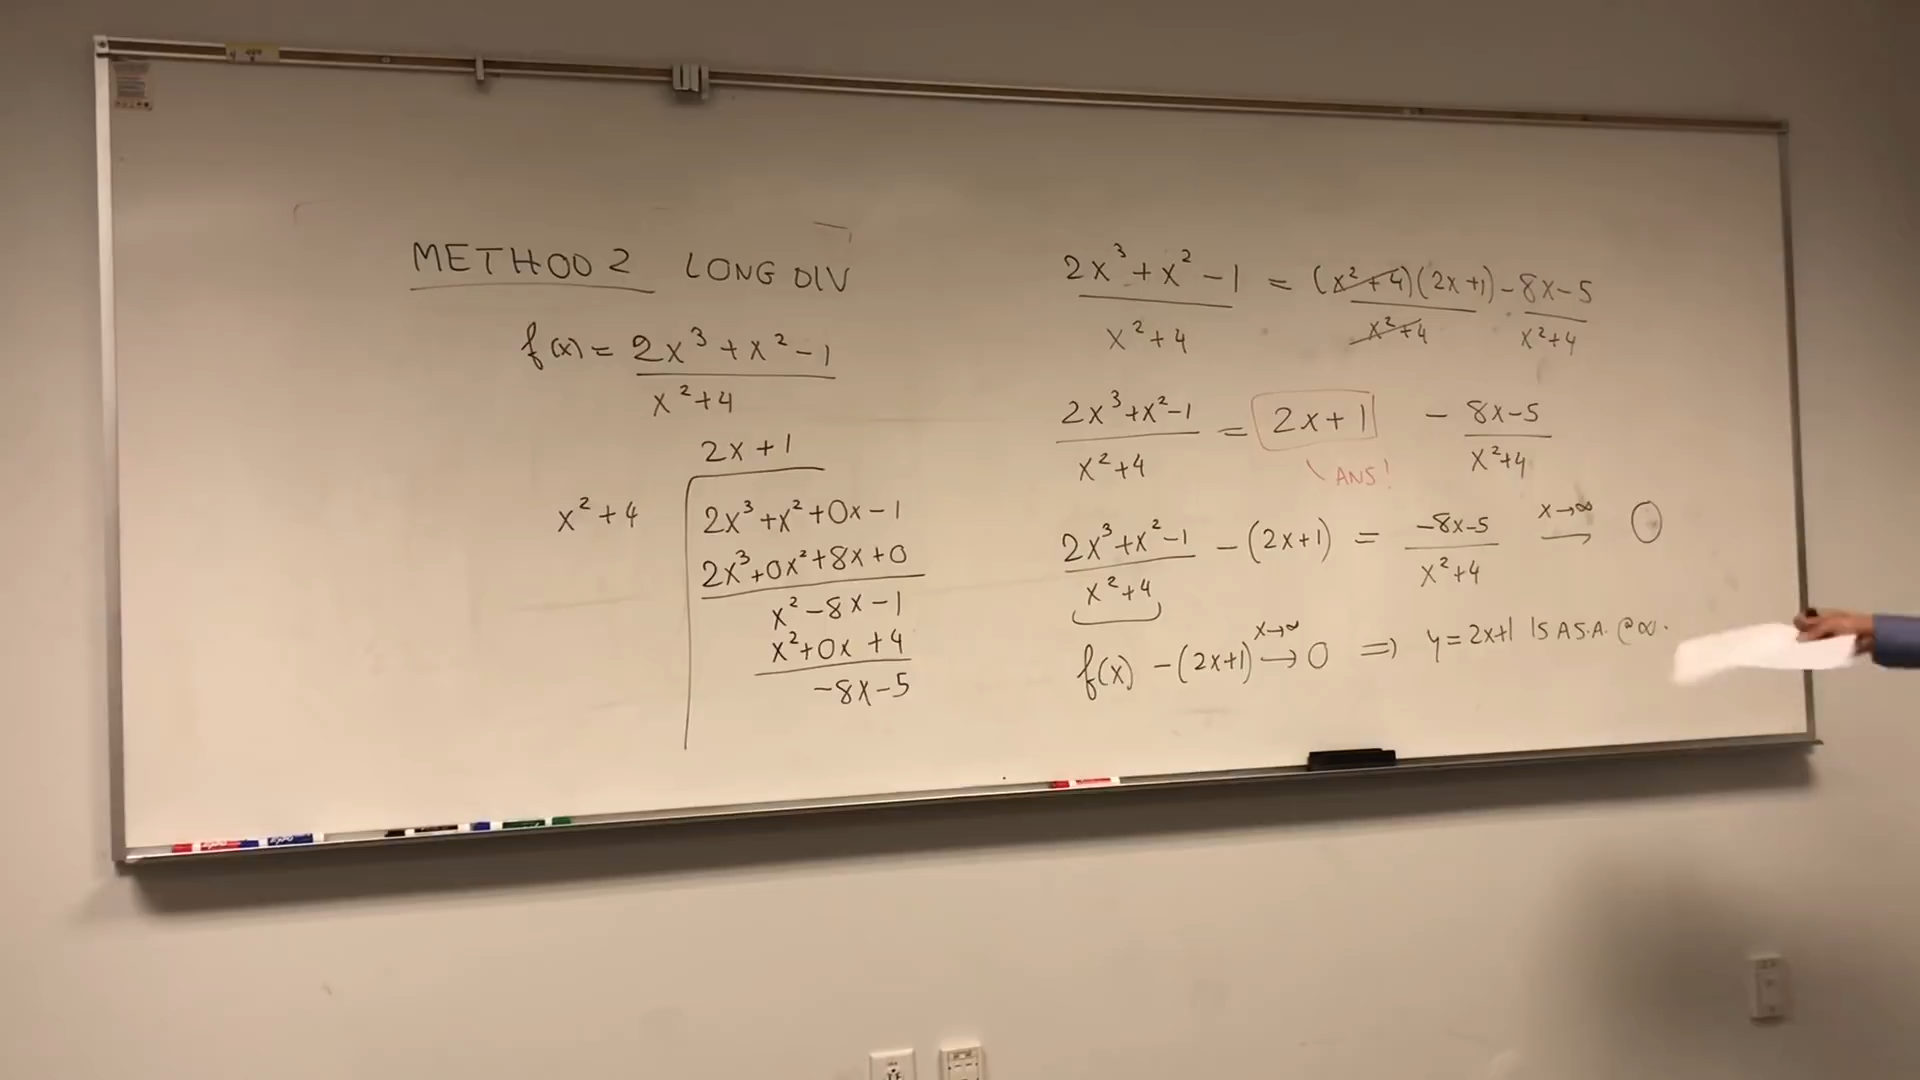 METHOD 2 LONG DIV
f(x) = 2x³ + x² - 1
x² + 4
2x + 1
x² + 4
2x³ + x² + 0x - 1
2x³ + 0x² + 8x + 0
x² - 8x - 1
x² + 0x + 4
-8x - 5
2x³ + x² - 1 = (x² + 4)(2x + 1) - 8x - 5
x² + 4 x² + 4 x² + 4
2x³ + x² - 1 = 2x + 1 - 8x - 5
x² + 4 x² + 4
ANS!
2x³ + x² - 1 - (2x + 1) = -8x - 5 x→∞ → 0
x² + 4 x² + 4
f(x) - (2x + 1) x→∞ → 0 ⇒ y = 2x + 1 IS A S.A. @ ∞.